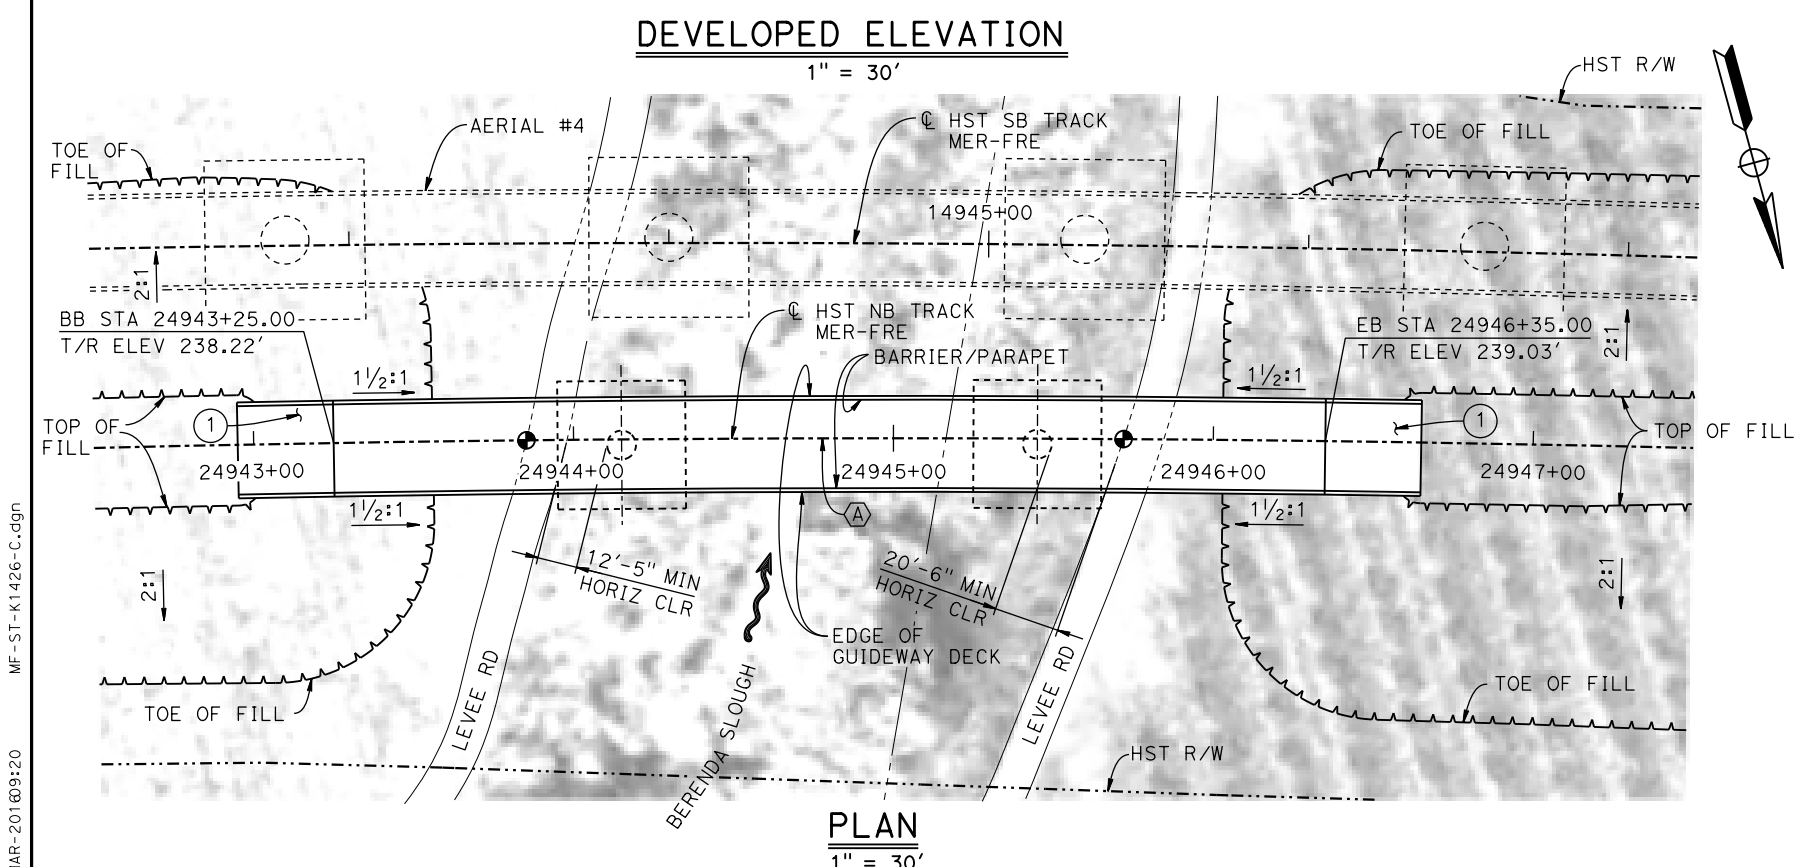 DEVELOPED ELEVATION
1" = 30'
HST R/W
AERIAL #4
℄ HST SB TRACK
MER-FRE
TOE OF FILL
TOE OF
FILL
14945+00
2:1
BB STA 24943+25.00
T/R ELEV 238.22'
℄ HST NB TRACK
MER-FRE
BARRIER/PARAPET
EB STA 24946+35.00
T/R ELEV 239.03'
2:1
1½:1
1½:1
1
1
TOP OF
FILL
TOP OF FILL
24943+00
24944+00
24945+00
24946+00
24947+00
1½:1
A
1½:1
12'-5" MIN
HORIZ CLR
20'-6" MIN
HORIZ CLR
2:1
2:1
EDGE OF
GUIDEWAY DECK
LEVEE RD
LEVEE RD
BERENDA SLOUGH
TOE OF FILL
TOE OF FILL
HST R/W
PLAN
1" = 30'
MF-ST-K1426-C.dgn
09:20